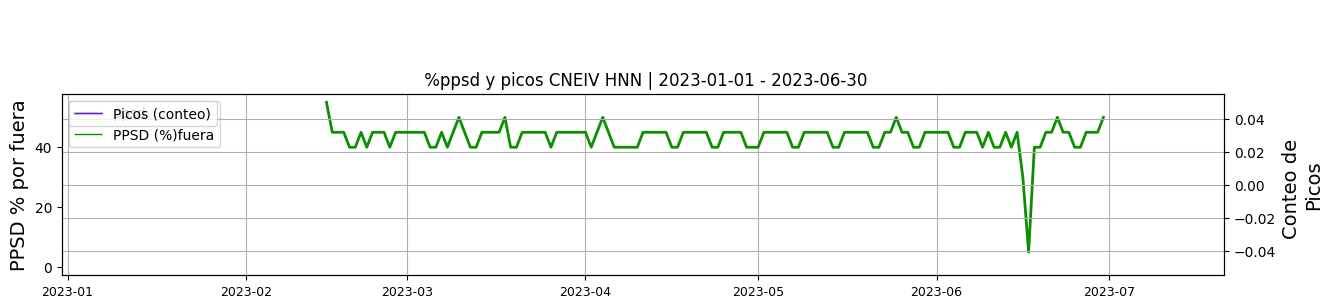 %ppsd y picos CNEIV HNN | 2023-01-01 - 2023-06-30
PPSD % por fuera
40
20
0
Picos (conteo)
PPSD (%)fuera
0.04
0.02
0.00
−0.02
−0.04
Conteo de
Picos
2023-01
2023-02
2023-03
2023-04
2023-05
2023-06
2023-07